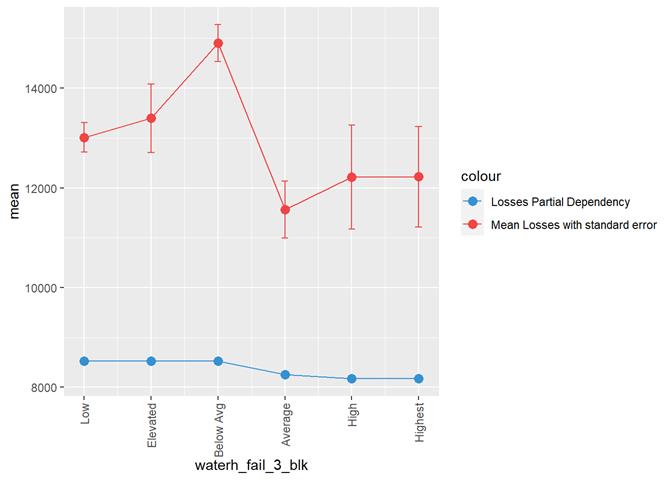 14000
12000
10000
8000
mean
Low
Elevated
Below Avg
Average
High
Highest
waterh_fail_3_blk
colour
Losses Partial Dependency
Mean Losses with standard error